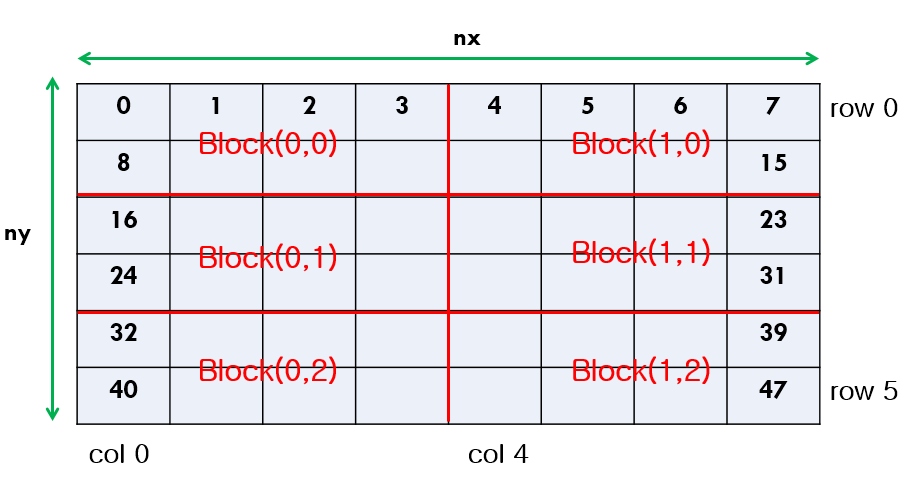 nx
0 1 2 3 4 5 6 7 row 0
Block(0,0) Block(1,0)
8 15
16 23
ny
Block(0,1) Block(1,1)
24 31
32 39
Block(0,2) Block(1,2)
40 47 row 5
col 0 col 4